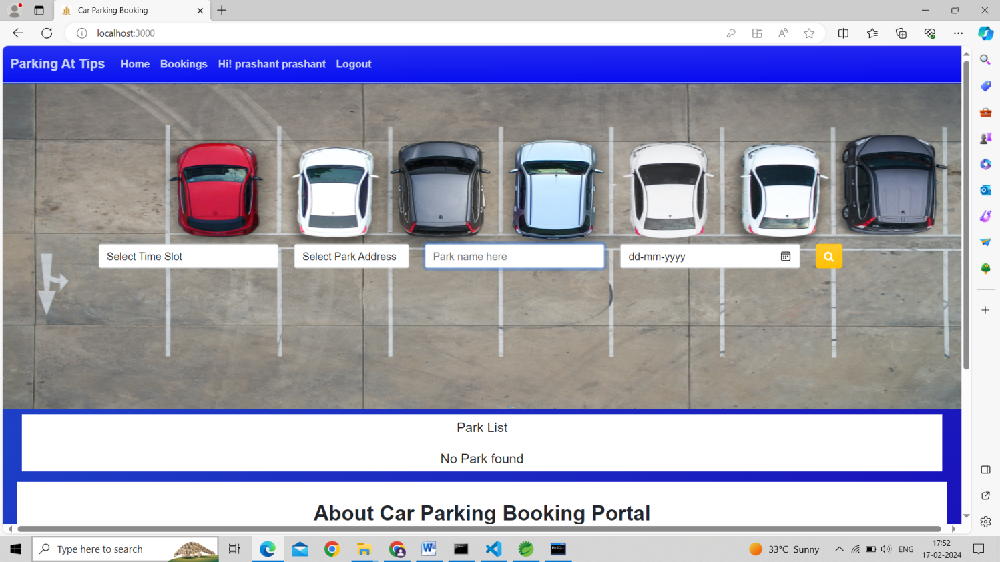 Car Parking Booking
localhost:3000
Parking At Tips Home Bookings Hi! prashant prashant Logout
Select Time Slot Select Park Address Park name here dd-mm-yyyy
Park List
No Park found
About Car Parking Booking Portal
Type here to search 33°C Sunny ENG 17:52
17-02-2024